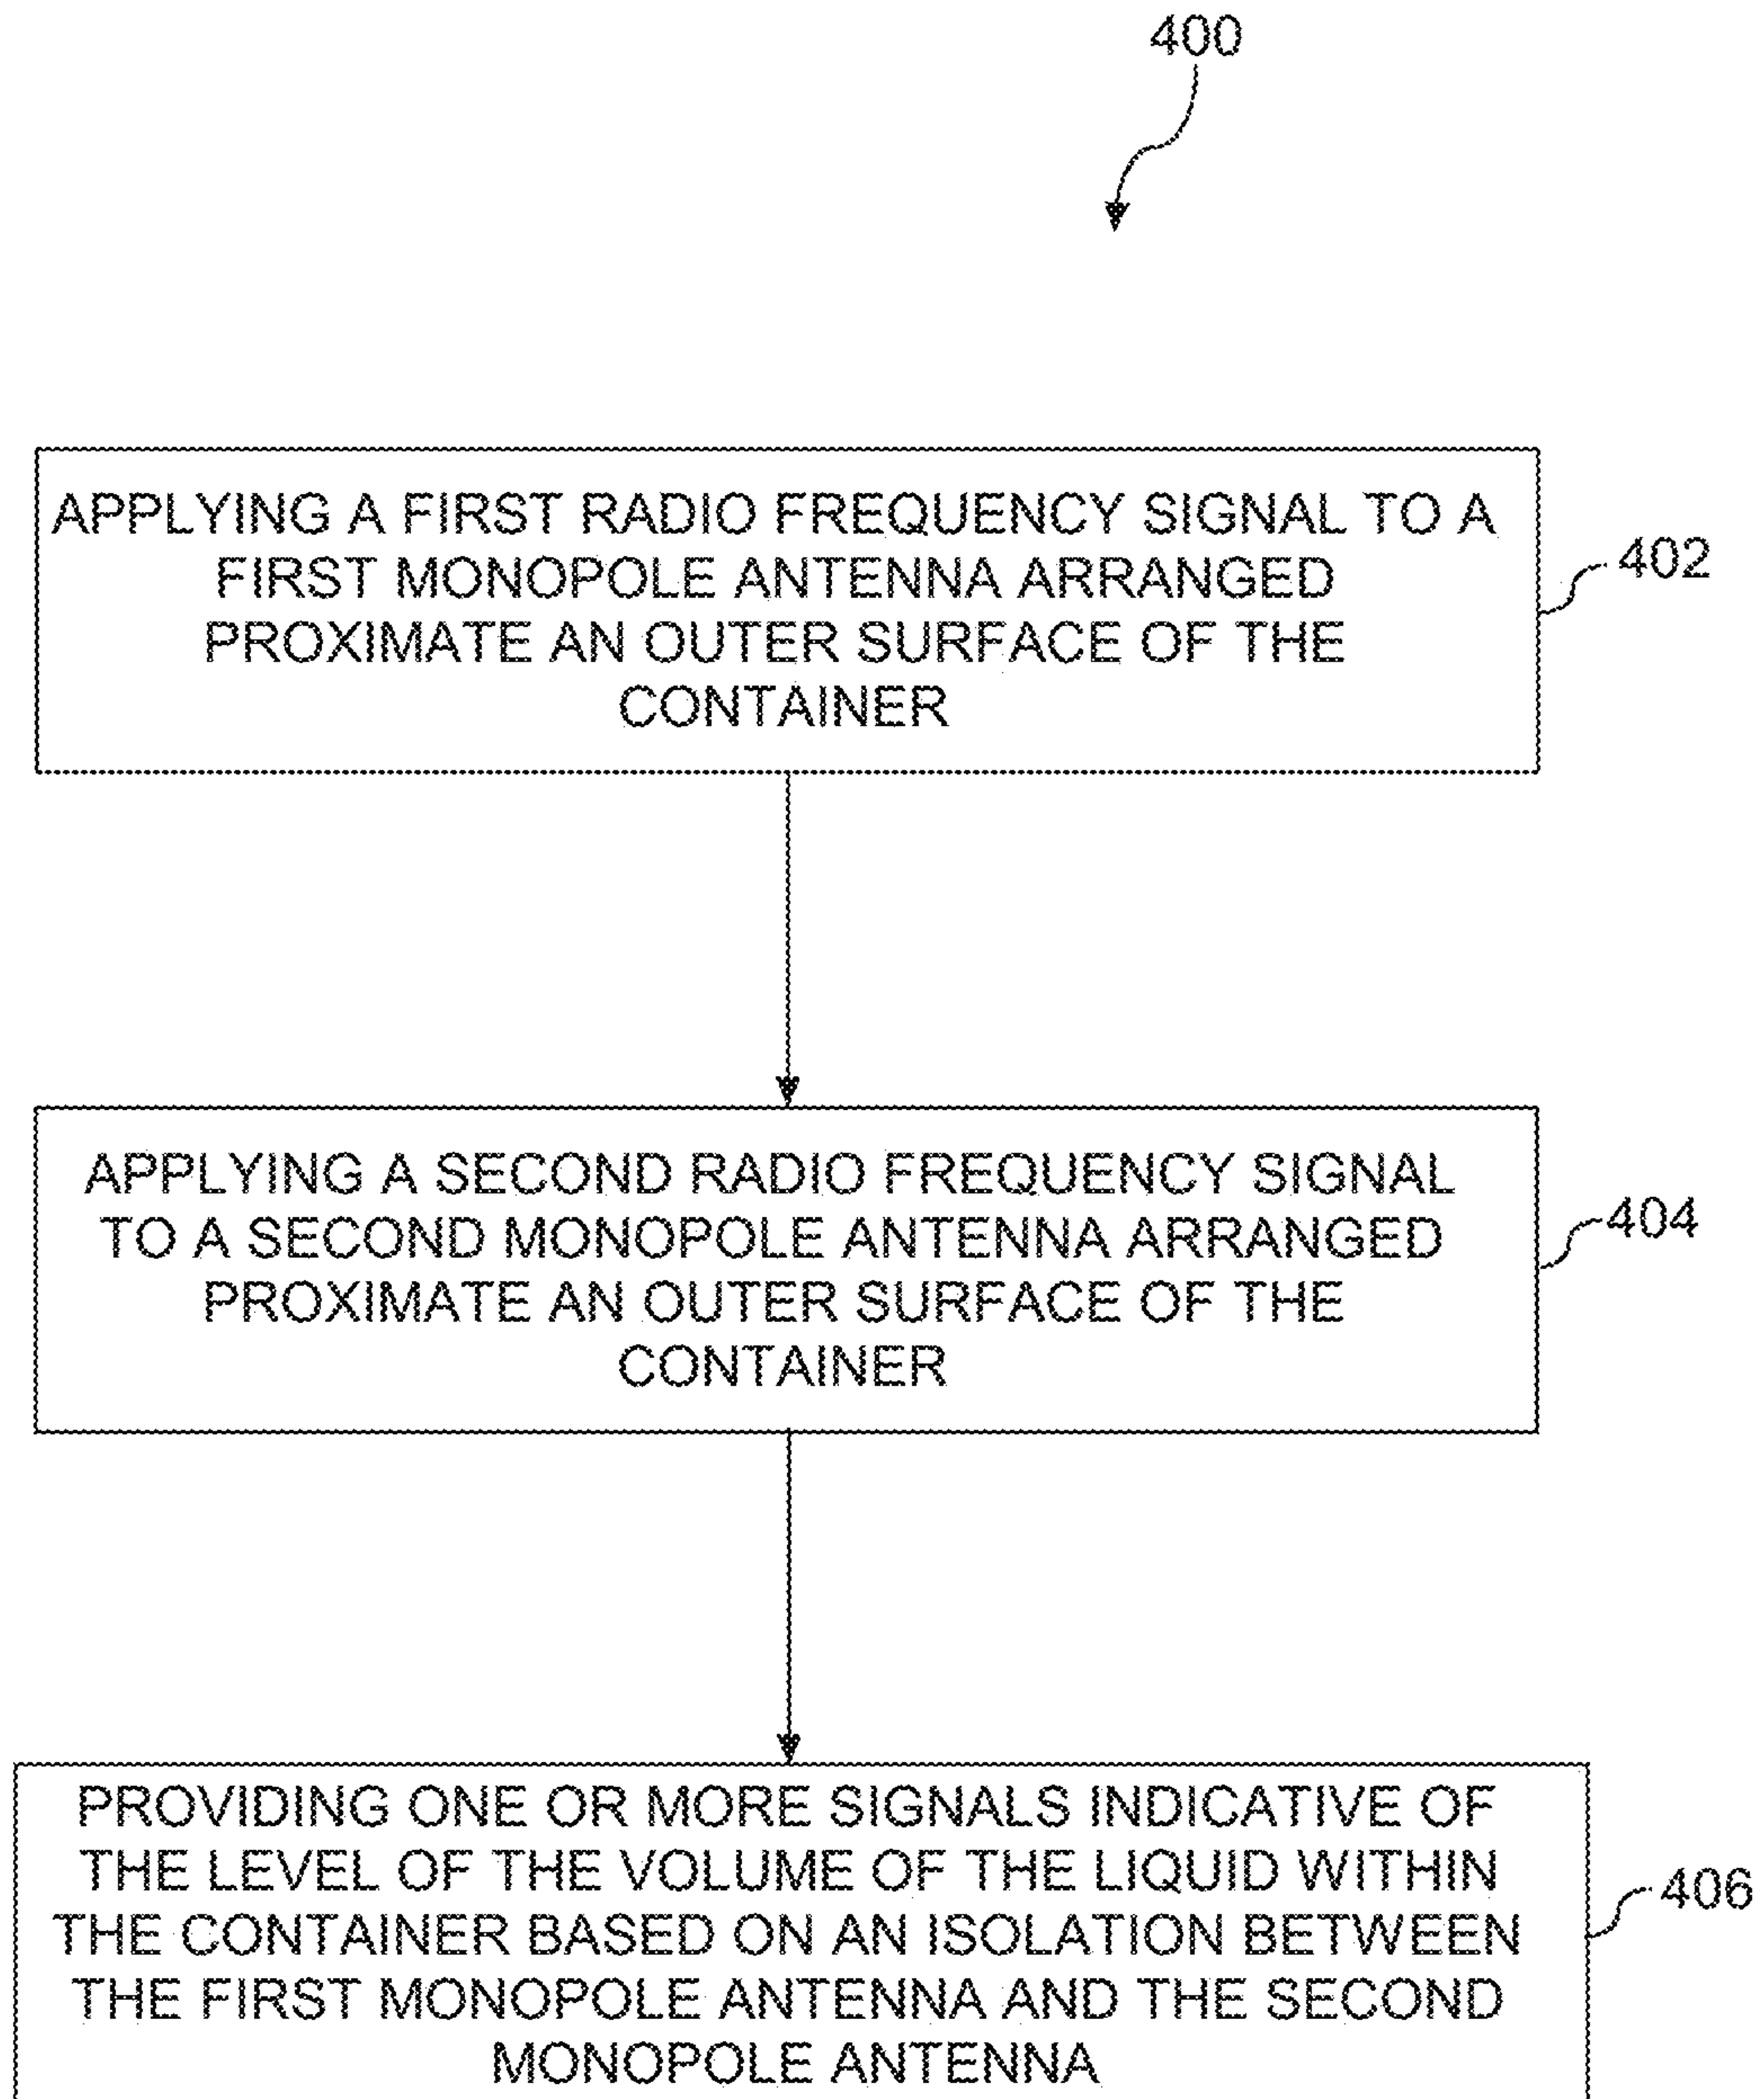 400
APPLYING A FIRST RADIO FREQUENCY SIGNAL TO A
FIRST MONOPOLE ANTENNA ARRANGED
PROXIMATE AN OUTER SURFACE OF THE
CONTAINER
402
APPLYING A SECOND RADIO FREQUENCY SIGNAL
TO A SECOND MONOPOLE ANTENNA ARRANGED
PROXIMATE AN OUTER SURFACE OF THE
CONTAINER
404
PROVIDING ONE OR MORE SIGNALS INDICATIVE OF
THE LEVEL OF THE VOLUME OF THE LIQUID WITHIN
THE CONTAINER BASED ON AN ISOLATION BETWEEN
THE FIRST MONOPOLE ANTENNA AND THE SECOND
MONOPOLE ANTENNA
406